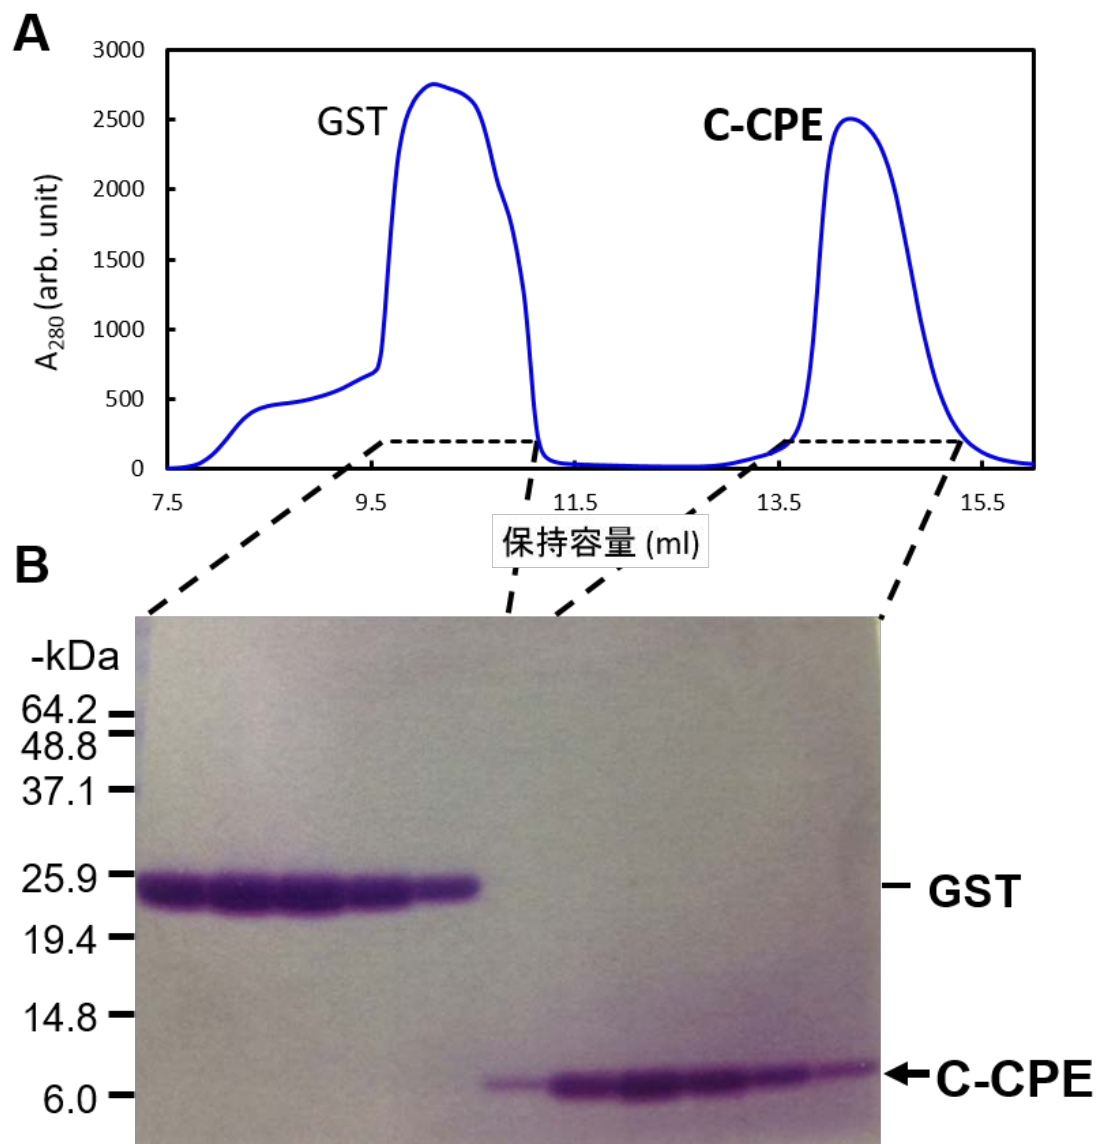 A
3000
2500
2000
1500
1000
500
0
A280 (arb. unit)
GST
C-CPE
7.5
9.5
11.5
13.5
15.5
保持容量 (ml)
B
-kDa
64.2
48.8
37.1
25.9
19.4
14.8
6.0
GST
C-CPE